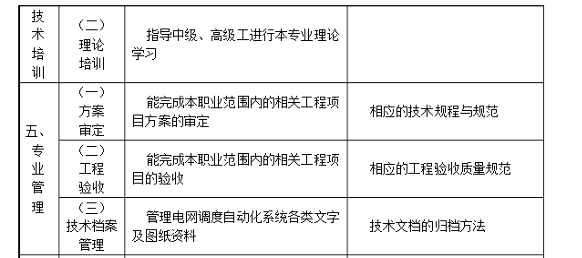 技
术
培
训
（二）
理论
培训
指导中级、高级工进行本专业理论
学习
五、
专
业
管
理
（一）
方案
审定
能完成本职业范围内的相关工程项
目方案的审定
相应的技术规程与规范
（二）
工程
验收
能完成本职业范围内的相关工程项
目的验收
相应的工程验收质量规范
（三）
技术档案
管理
管理电网调度自动化系统各类文字
及图纸资料
技术文档的归档方法